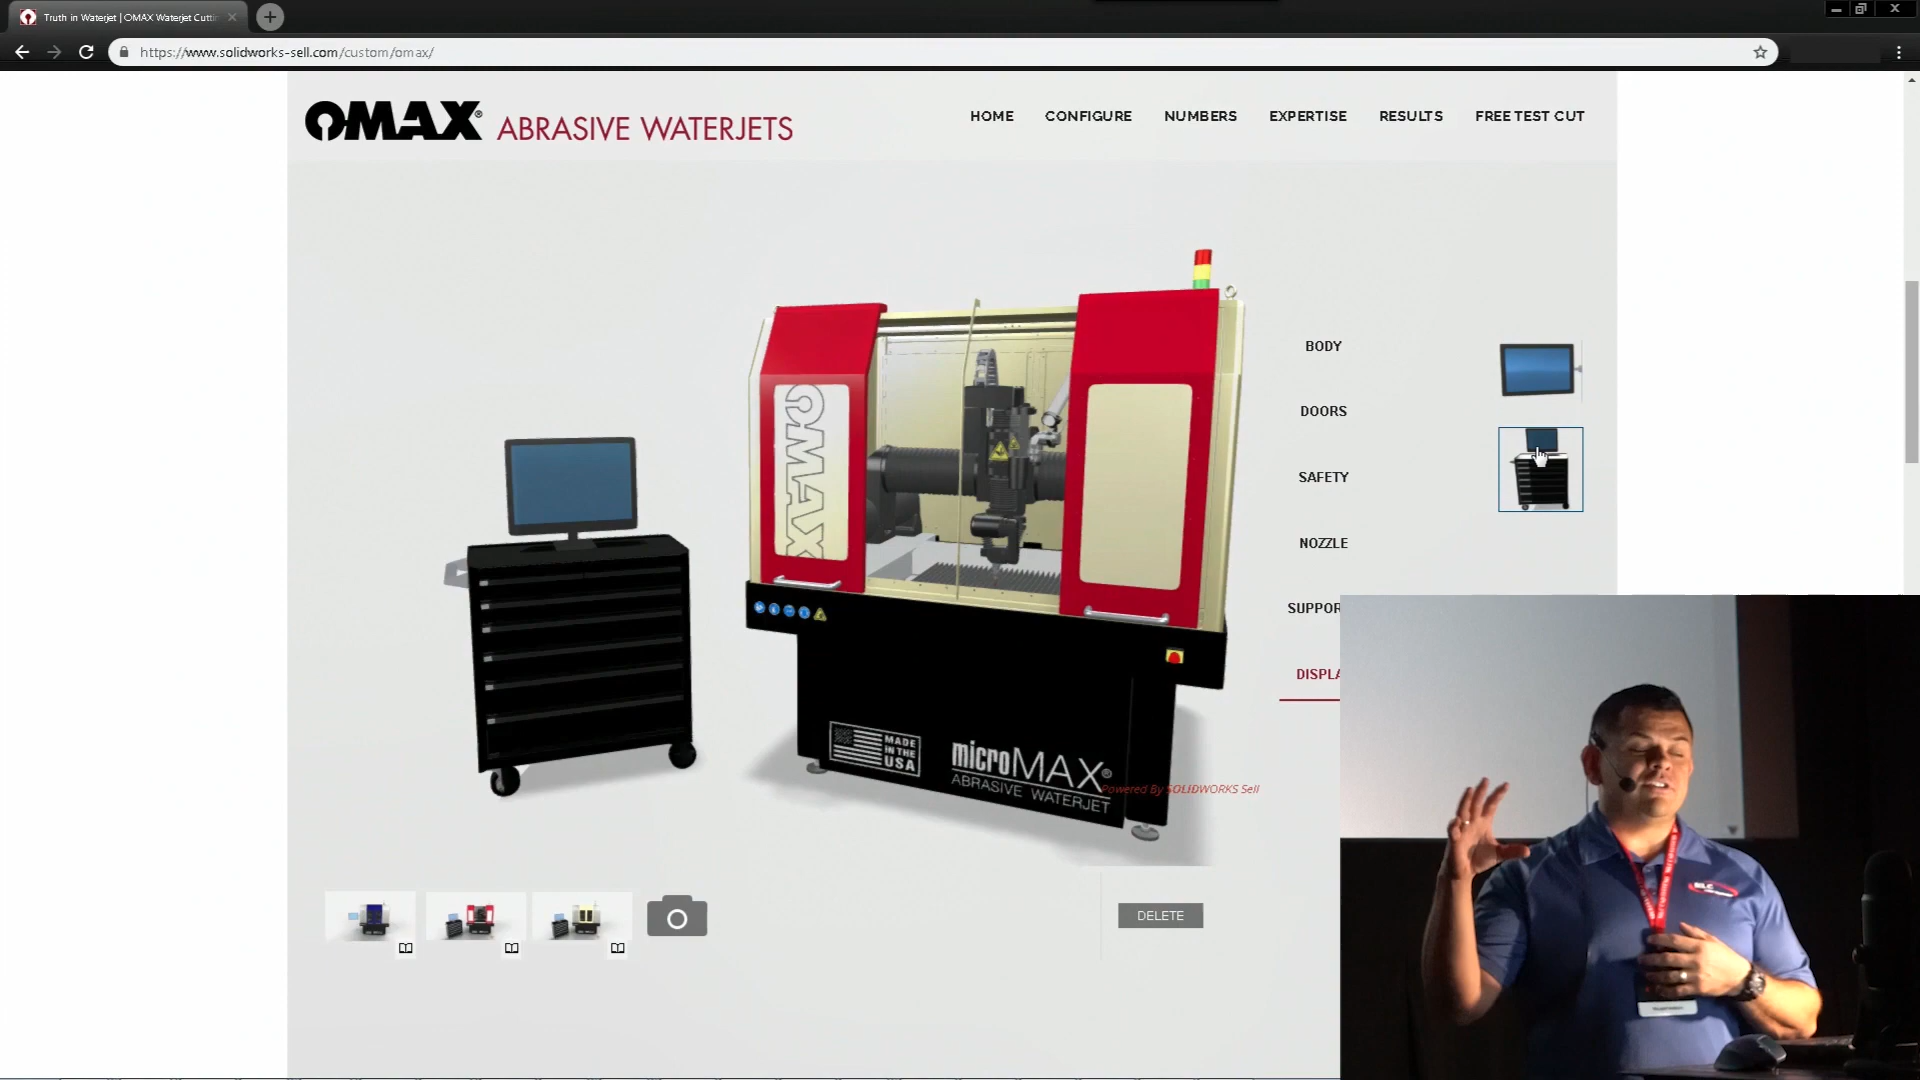 Truth in Waterjet | OMAX Waterjet Cuttin
https://www.solidworks-sell.com/custom/omax/
OMAX® ABRASIVE WATERJETS
HOME CONFIGURE NUMBERS EXPERTISE RESULTS FREE TEST CUT
BODY
DOORS
SAFETY
NOZZLE
SUPPOR
DISPLA
OMAX
MADE
IN THE
USA
microMAX®
ABRASIVE WATERJET
Powered By SOLIDWORKS Sell
DELETE